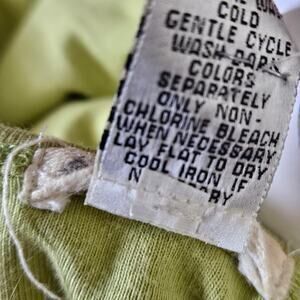 COLD
GENTLE CYCLE
WASH DARK
COLORS
SEPARATELY
ONLY NON-
CHLORINE BLEACH
WHEN NECESSARY
LAY FLAT TO DRY
COOL IRON IF